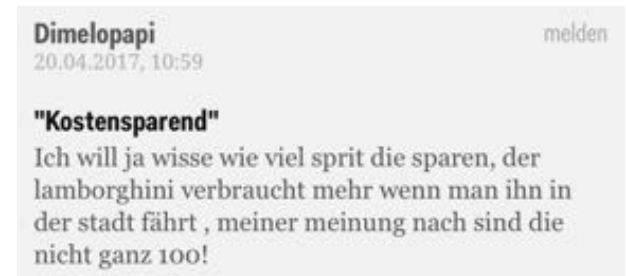 Dimelopapi
melden
20.04.2017, 10:59
"Kostensparend"
Ich will ja wisse wie viel sprit die sparen, der
lamborghini verbraucht mehr wenn man ihn in
der stadt fährt , meiner meinung nach sind die
nicht ganz 100!